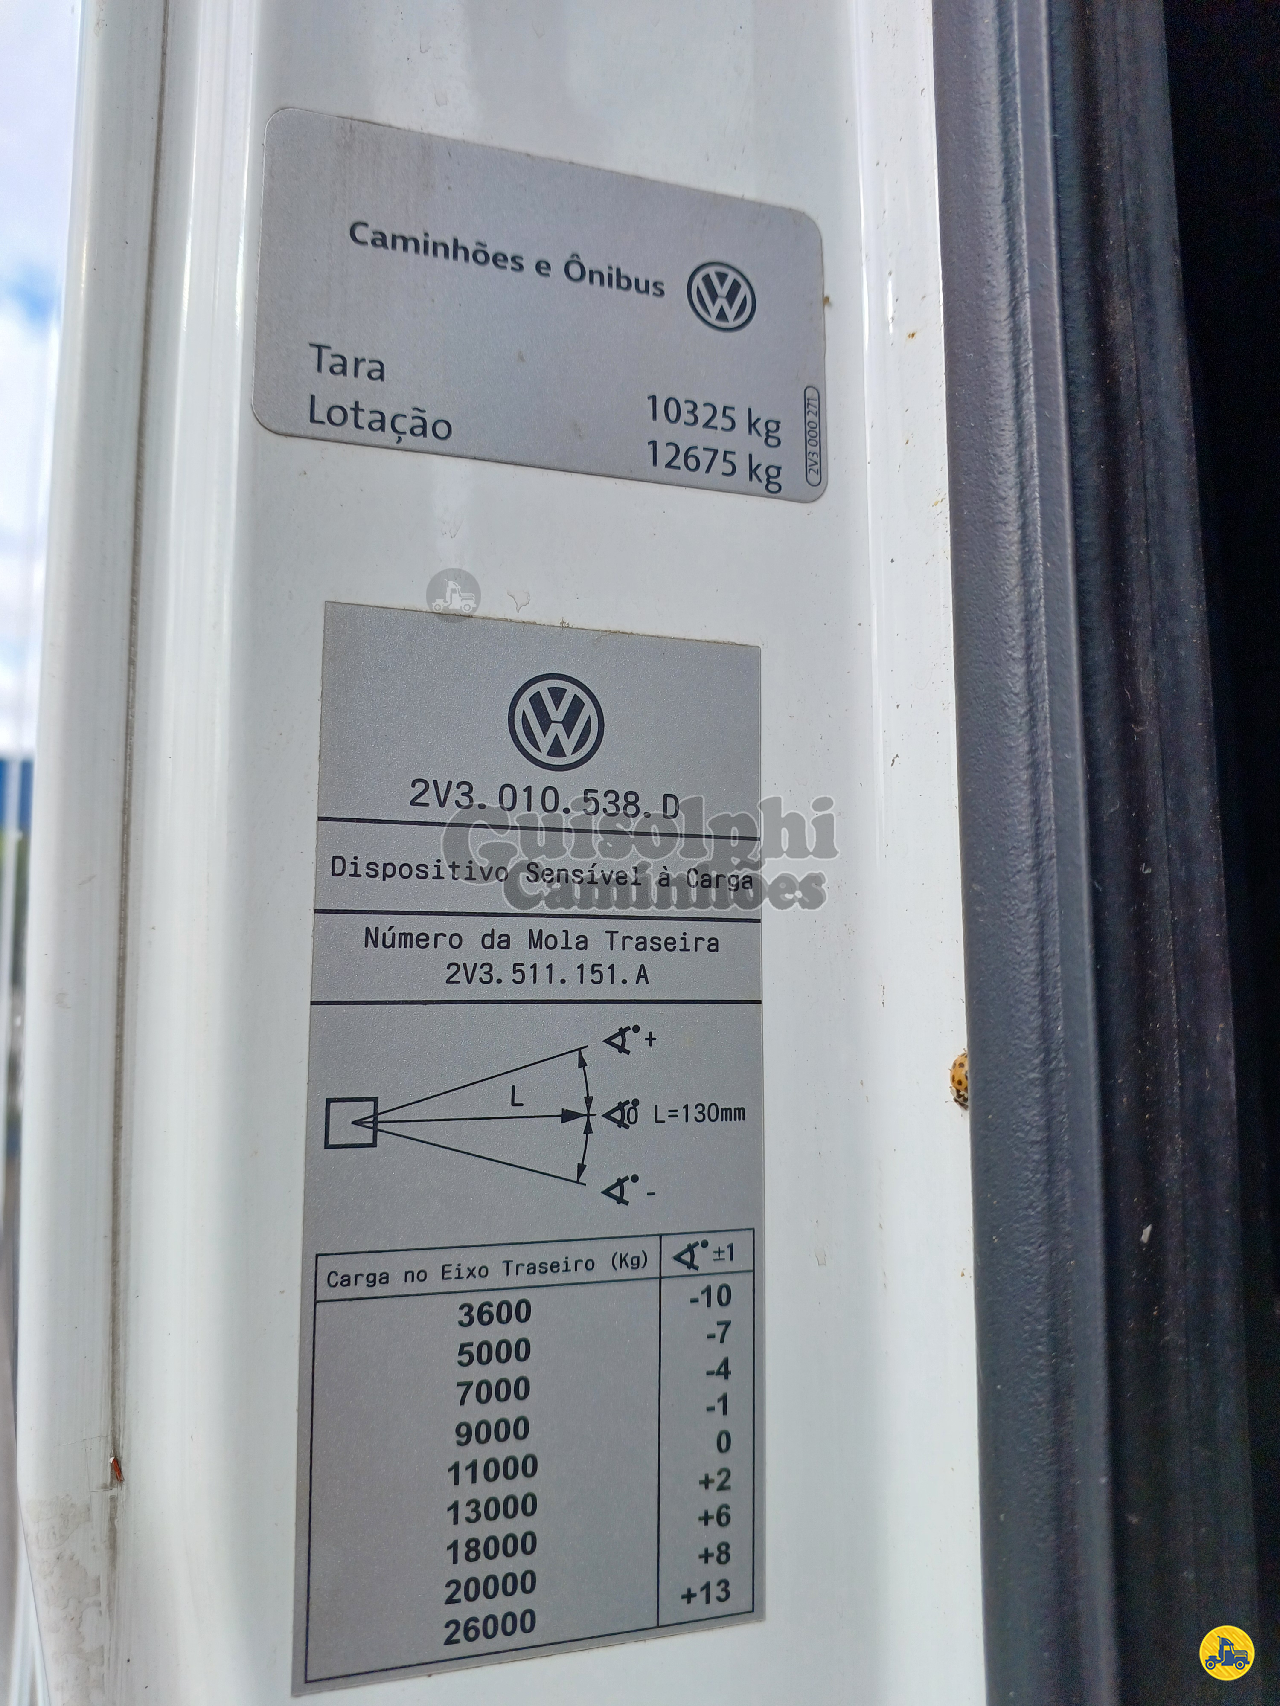 Caminhões e Ônibus
Tara 10325 kg
Lotação 12675 kg
2V3 000 271
2V3.010.538.D
Guisolphi
Caminhões
Dispositivo Sensível à Carga
Número da Mola Traseira
2V3.511.151.A
∢°+
L
∢0° L=130mm
∢°-
Carga no Eixo Traseiro (Kg) ∢°±1
3600 -10
5000 -7
7000 -4
9000 -1
11000 0
13000 +2
18000 +6
20000 +8
26000 +13